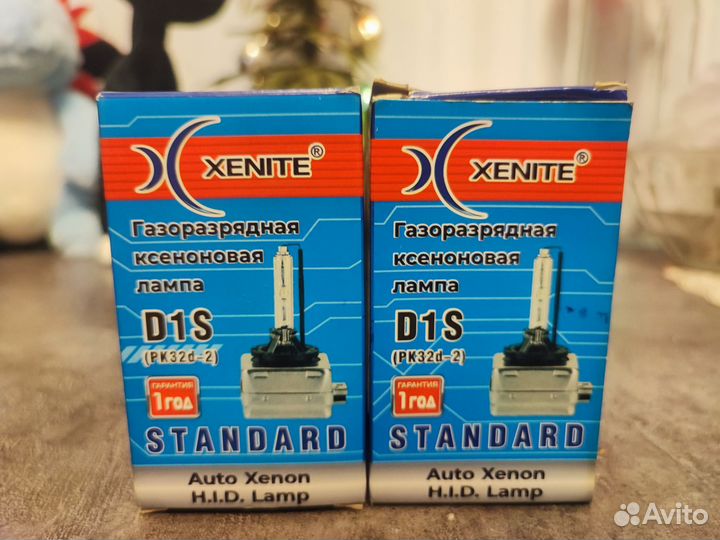 XENITE®
Газоразрядная
ксеноновая
лампа
D1S
(PK32d-2)
ГАРАНТИЯ
1 ГОД
STANDARD
Auto Xenon
H.I.D. Lamp
XENITE®
Газоразрядная
ксеноновая
лампа
D1S
(PK32d-2)
ГАРАНТИЯ
1 ГОД
STANDARD
Auto Xenon
H.I.D. Lamp
Avito